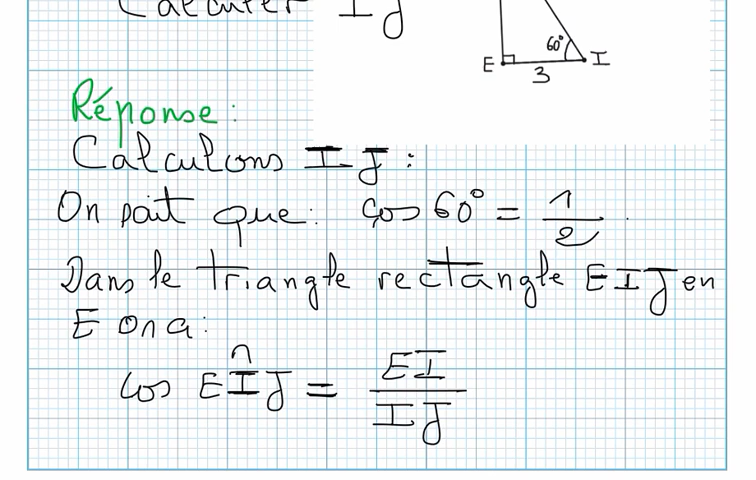 Calculer IJ
60°
E I
3
Réponse:
Calculons IJ:
On sait que: Cos 60° = 1/2.
Dans le triangle rectangle EIJ en
E on a:
cos EÎJ = EI/IJ